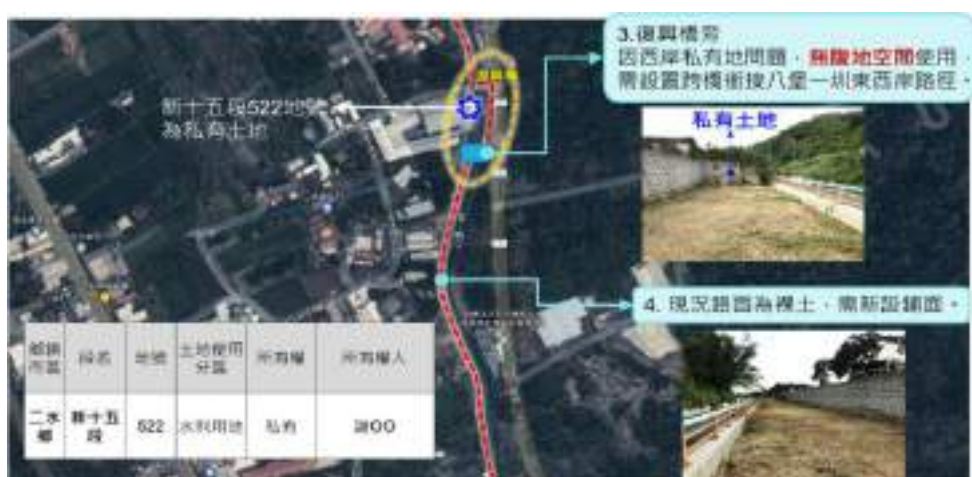 3.復興橋旁
因西岸私有地問題，無腹地空間使用，
需設置跨橋銜接八堡一圳東西岸路徑。
復興橋
新十五段522地號
為私有土地
私有土地
4. 現況路面為裸土，需新設鋪面。
鄉鎮市區 段名 地號 土地使用分區 所有權 所有權人
二水鄉 新十五段 522 水利用地 私有 謝OO